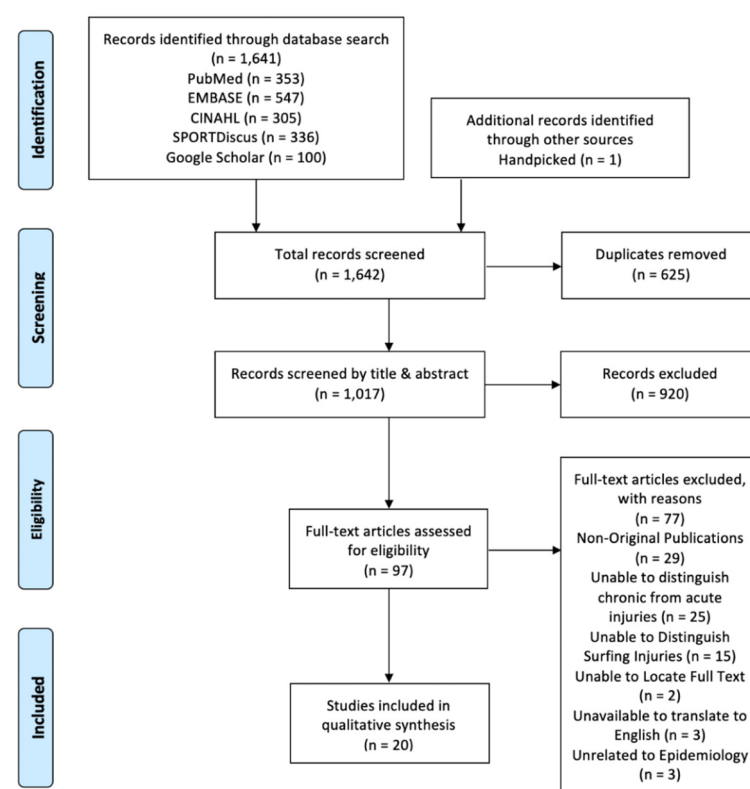 Identification
Records identified through database search
(n = 1,641)
PubMed (n = 353)
EMBASE (n = 547)
CINAHL (n = 305)
SPORTDiscus (n = 336)
Google Scholar (n = 100)
Additional records identified
through other sources
Handpicked (n = 1)
Screening
Total records screened
(n = 1,642)
Duplicates removed
(n = 625)
Records screened by title & abstract
(n = 1,017)
Records excluded
(n = 920)
Eligibility
Full-text articles assessed
for eligibility
(n = 97)
Full-text articles excluded,
with reasons
(n = 77)
Non-Original Publications
(n = 29)
Unable to distinguish
chronic from acute
injuries (n = 25)
Unable to Distinguish
Surfing Injuries (n = 15)
Unable to Locate Full Text
(n = 2)
Unavailable to translate to
English (n = 3)
Unrelated to Epidemiology
(n = 3)
Included
Studies included in
qualitative synthesis
(n = 20)